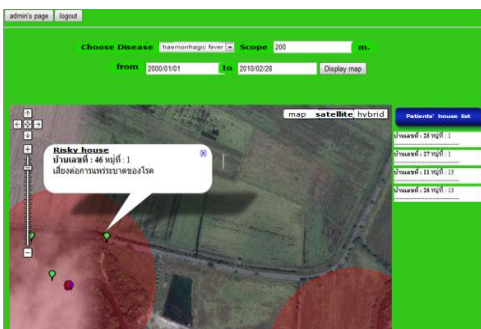 admin's page logout
Choose Disease haemorrhagic fever Scope 200 m.
from 2000/01/01 to 2010/02/28 Display map
map satellite hybrid
Patients' house list
Risky house
บ้านเลขที่ : 46 หมู่ที่ : 1
เสี่ยงต่อการแพร่ระบาดของโรค
บ้านเลขที่ : 28 หมู่ที่ : 1
บ้านเลขที่ : 27 หมู่ที่ : 1
บ้านเลขที่ : 11 หมู่ที่ : 13
บ้านเลขที่ : 26 หมู่ที่ : 13